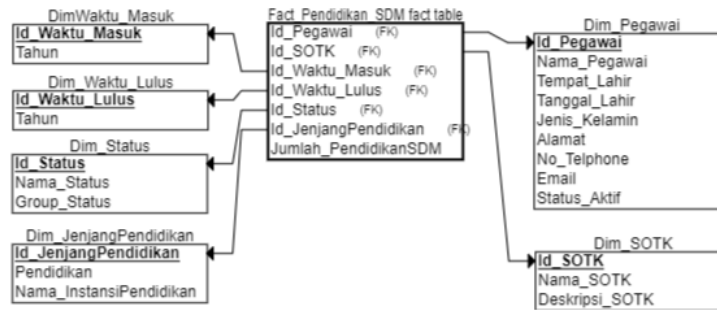 DimWaktu_Masuk
Id_Waktu_Masuk
Tahun
Dim_Waktu_Lulus
Id_Waktu_Lulus
Tahun
Dim_Status
Id_Status
Nama_Status
Group_Status
Dim_JenjangPendidikan
Id_JenjangPendidikan
Pendidikan
Nama_InstansiPendidikan
Fact_Pendidikan_SDM fact table
Id_Pegawai (FK)
Id_SOTK (FK)
Id_Waktu_Masuk (FK)
Id_Waktu_Lulus (FK)
Id_Status (FK)
Id_JenjangPendidikan (FK)
Jumlah_PendidikanSDM
Dim_Pegawai
Id_Pegawai
Nama_Pegawai
Tempat_Lahir
Tanggal_Lahir
Jenis_Kelamin
Alamat
No_Telphone
Email
Status_Aktif
Dim_SOTK
Id_SOTK
Nama_SOTK
Deskripsi_SOTK